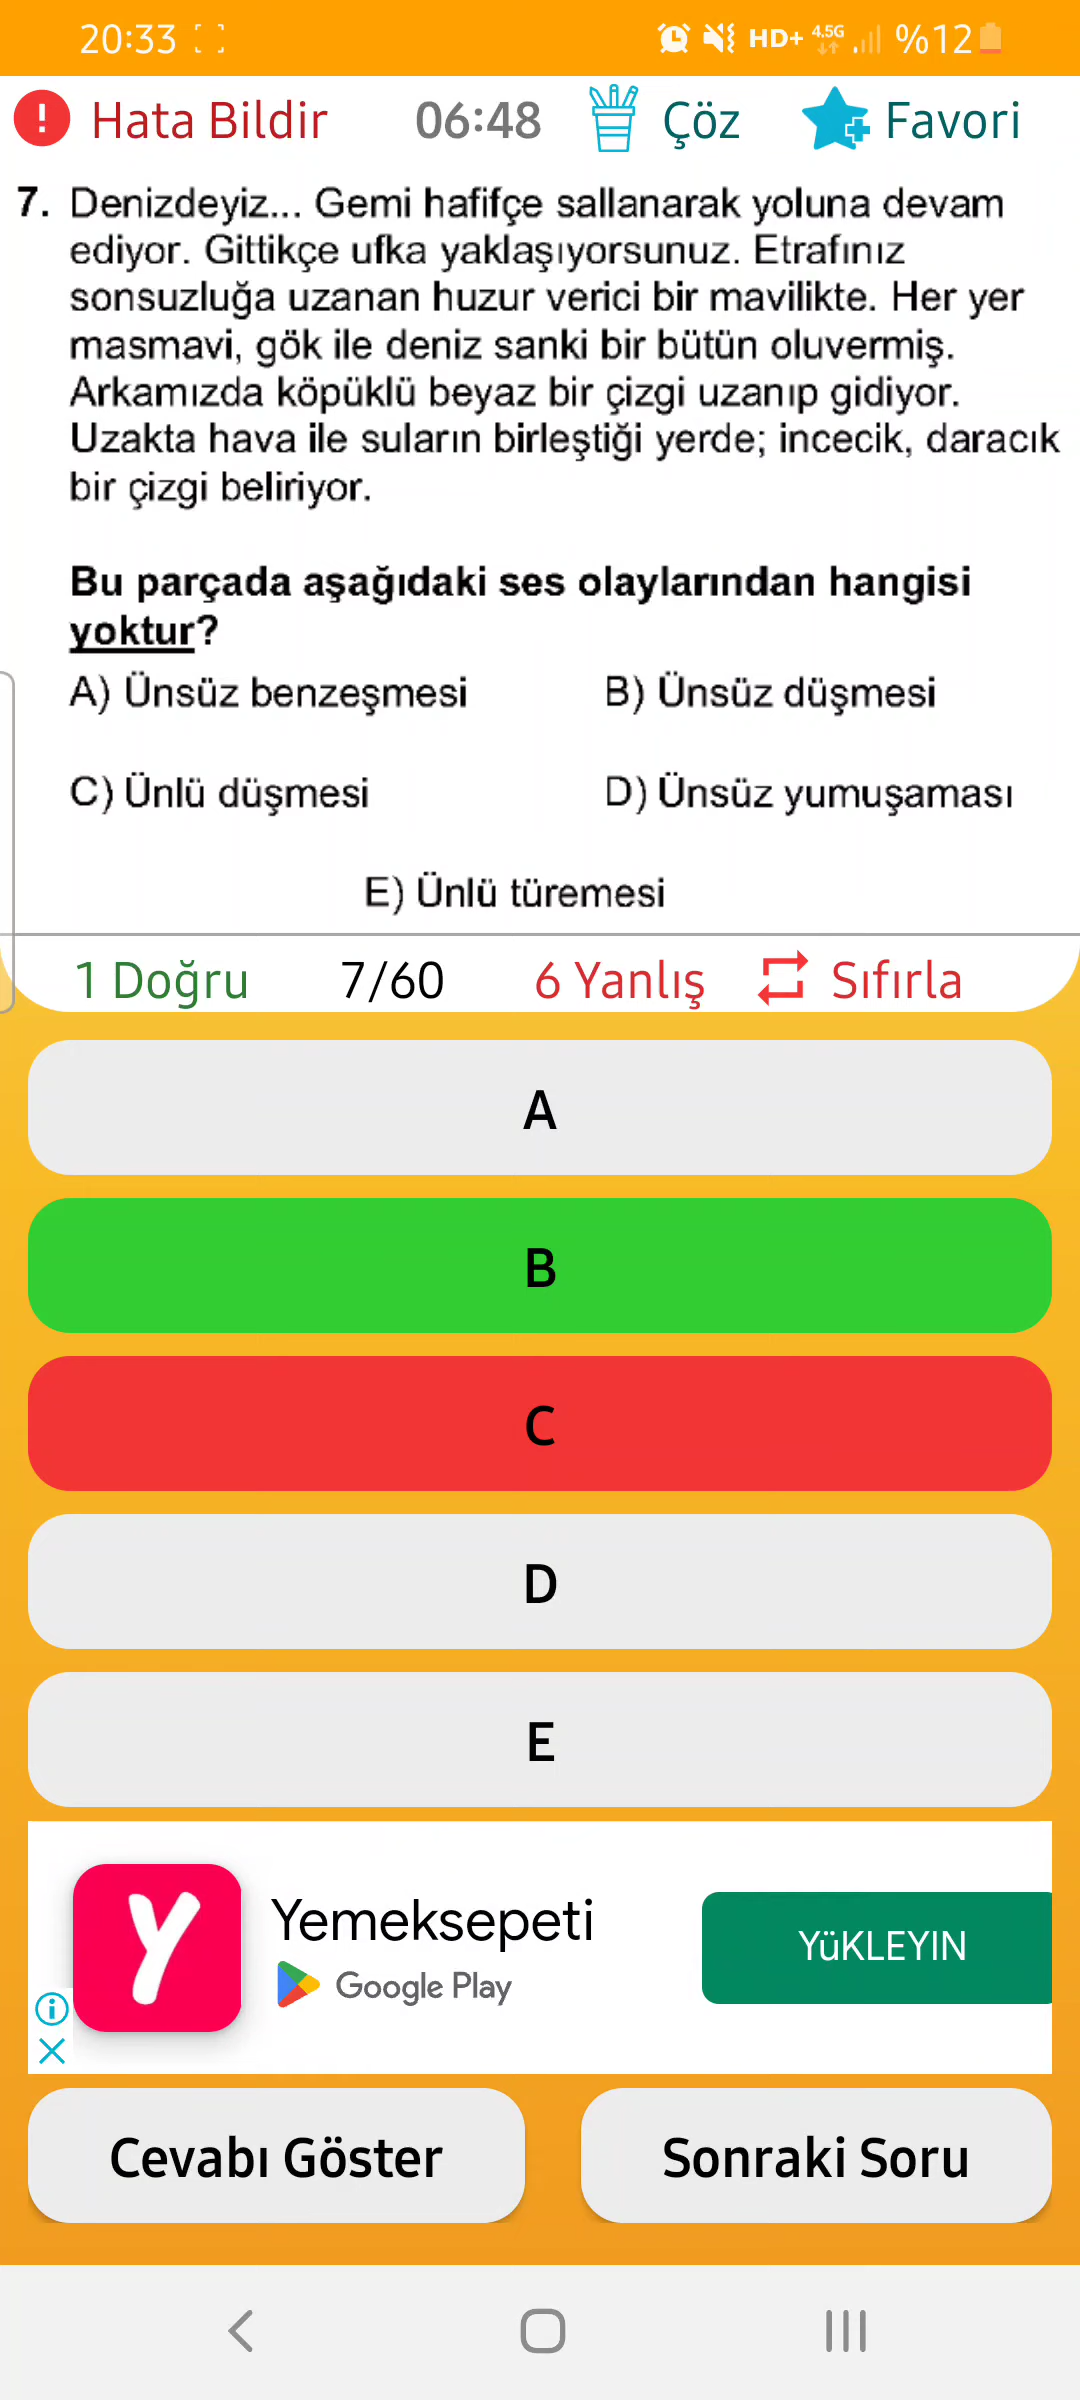 20:33 HD+ 4.5G %12
! Hata Bildir 06:48 Çöz Favori
7. Denizdeyiz... Gemi hafifçe sallanarak yoluna devam
ediyor. Gittikçe ufka yaklaşıyorsunuz. Etrafınız
sonsuzluğa uzanan huzur verici bir mavilikte. Her yer
masmavi, gök ile deniz sanki bir bütün oluvermiş.
Arkamızda köpüklü beyaz bir çizgi uzanıp gidiyor.
Uzakta hava ile suların birleştiği yerde; incecik, daracık
bir çizgi beliriyor.
Bu parçada aşağıdaki ses olaylarından hangisi
yoktur?
A) Ünsüz benzeşmesi B) Ünsüz düşmesi
C) Ünlü düşmesi D) Ünsüz yumuşaması
E) Ünlü türemesi
1 Doğru 7/60 6 Yanlış Sıfırla
A
B
C
D
E
Y Yemeksepeti
Google Play
YüKLEYIN
Cevabı Göster Sonraki Soru